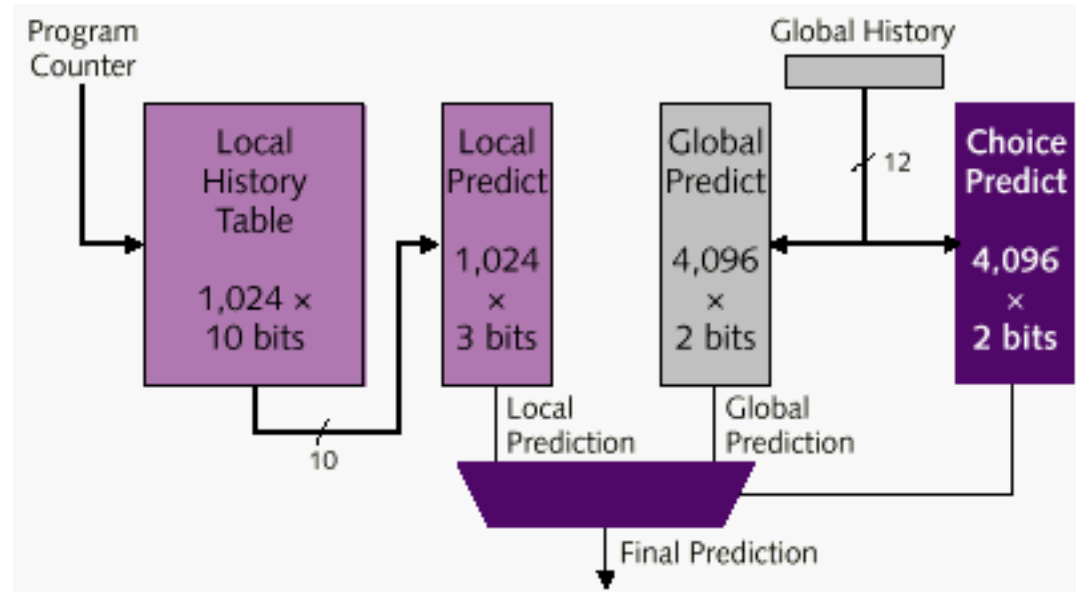 Program
Counter
Global History
Local
History
Table
1,024 ×
10 bits
Local
Predict
1,024
×
3 bits
Global
Predict
4,096
×
2 bits
12
Choice
Predict
4,096
×
2 bits
10
Local
Prediction
Global
Prediction
Final Prediction